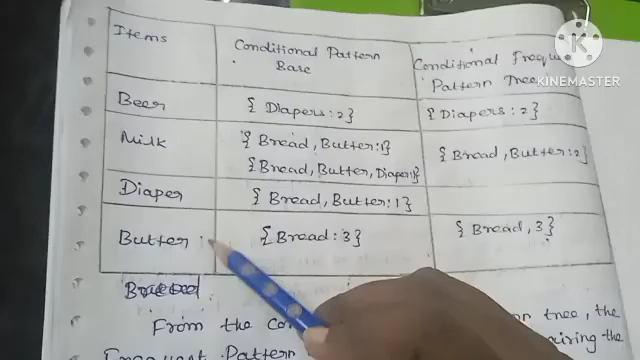 Items
Conditional Pattern Base
Conditional Pattern Tree
KINEMASTER
Beer
{ Diapers:2}
{Diapers:2}
Milk
{Bread, Butter:1}
{Bread, Butter, Diaper:1}
{Bread, Butter:2}
Diaper
{Bread, Butter:1}
Butter
{Bread:3}
{Bread, 3}
From the
tree, the
the
Frequent Pattern